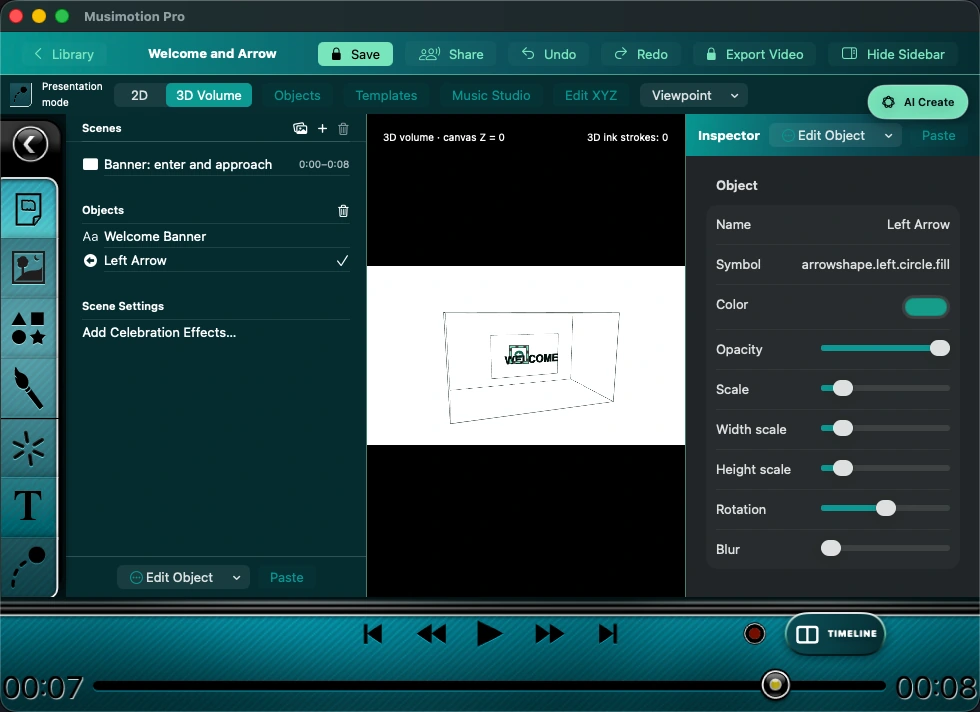 Musimotion Pro
Library
Welcome and Arrow
Save
Share
Undo
Redo
Export Video
Hide Sidebar
Presentation mode
2D
3D Volume
Objects
Templates
Music Studio
Edit XYZ
Viewpoint
AI Create
Scenes
Banner: enter and approach 0:00–0:08
Objects
Aa Welcome Banner
Left Arrow
Scene Settings
Add Celebration Effects...
Edit Object
Paste
3D volume · canvas Z = 0
3D ink strokes: 0
WELCOME
Inspector
Edit Object
Paste
Object
Name Left Arrow
Symbol arrowshape.left.circle.fill
Color
Opacity
Scale
Width scale
Height scale
Rotation
Blur
T
TIMELINE
00:07
00:08